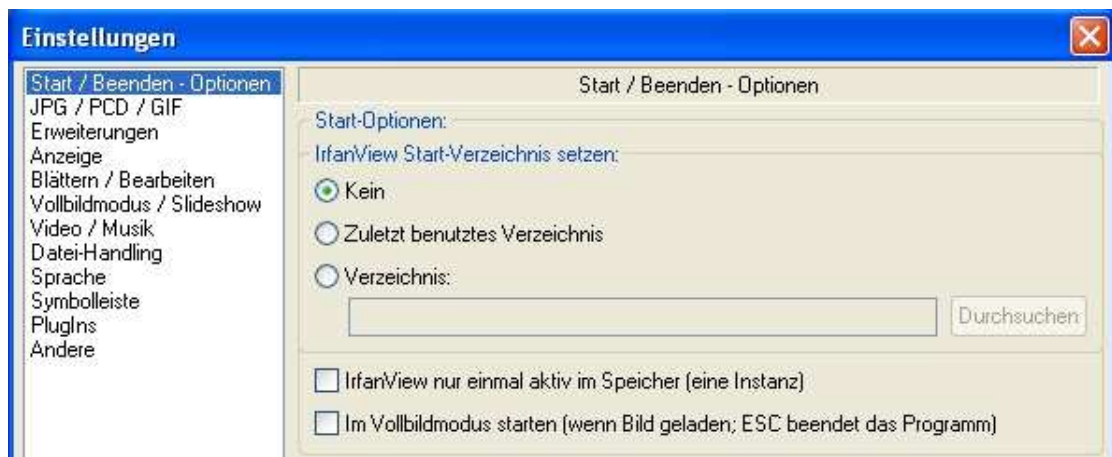 Einstellungen
Start / Beenden - Optionen
JPG / PCD / GIF
Erweiterungen
Anzeige
Blättern / Bearbeiten
Vollbildmodus / Slideshow
Video / Musik
Datei-Handling
Sprache
Symbolleiste
PlugIns
Andere
Start / Beenden - Optionen
Start-Optionen:
IrfanView Start-Verzeichnis setzen:
Kein
Zuletzt benutztes Verzeichnis
Verzeichnis:
Durchsuchen
IrfanView nur einmal aktiv im Speicher (eine Instanz)
Im Vollbildmodus starten (wenn Bild geladen; ESC beendet das Programm)